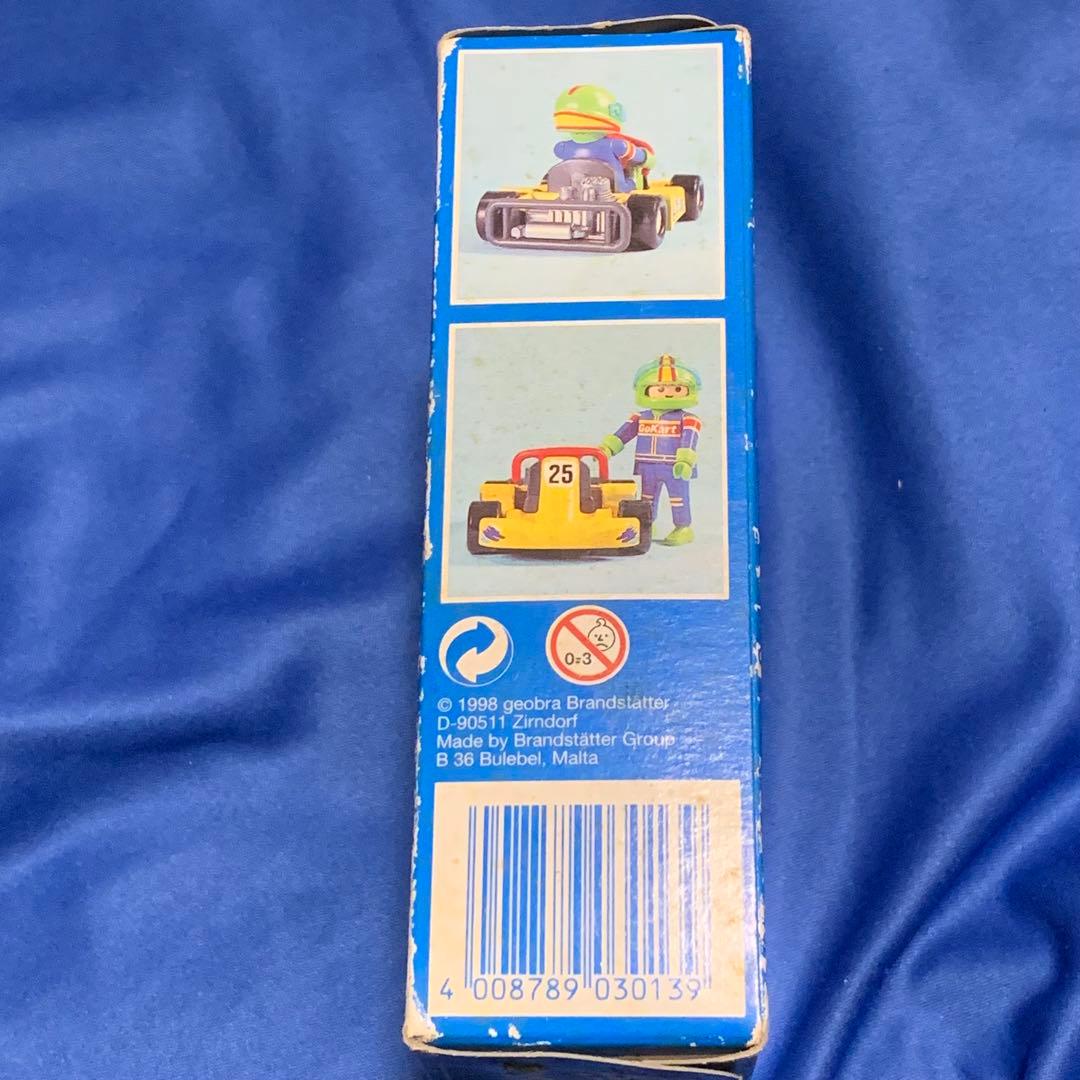 GoKart
25
0-3
© 1998 geobra Brandstätter
D-90511 Zirndorf
Made by Brandstätter Group
B 36 Bulebel, Malta
4 008789 030139